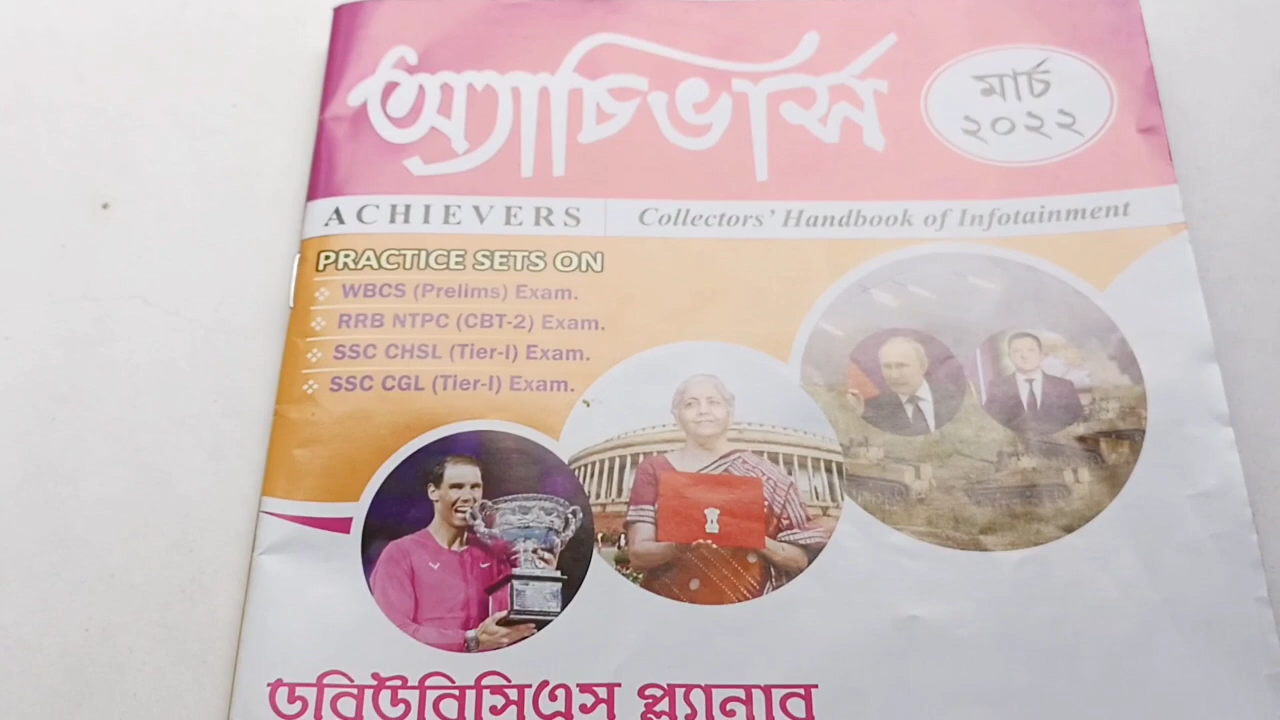 অ্যাচিভার্স
মার্চ
২০২২
ACHIEVERS
Collectors' Handbook of Infotainment
PRACTICE SETS ON
WBCS (Prelims) Exam.
RRB NTPC (CBT-2) Exam.
SSC CHSL (Tier-I) Exam.
SSC CGL (Tier-I) Exam.
ডব্লিউবিসিএস প্ল্যানার